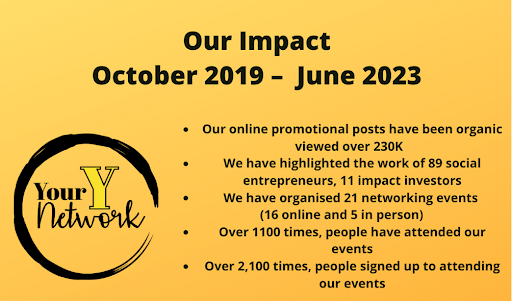 Our Impact
October 2019 – June 2023
• Our online promotional posts have been organic
viewed over 230K
• We have highlighted the work of 89 social
entrepreneurs, 11 impact investors
• We have organised 21 networking events
(16 online and 5 in person)
• Over 1100 times, people have attended our
events
• Over 2,100 times, people signed up to attending
our events
Your Y
Network